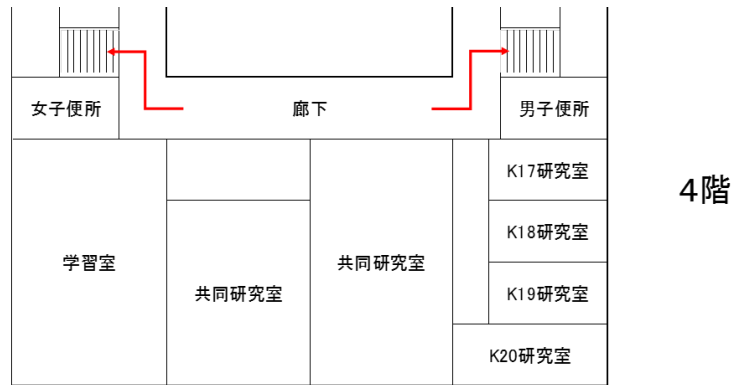 女子便所
廊下
男子便所
K17研究室
4階
K18研究室
学習室
共同研究室
共同研究室
K19研究室
K20研究室